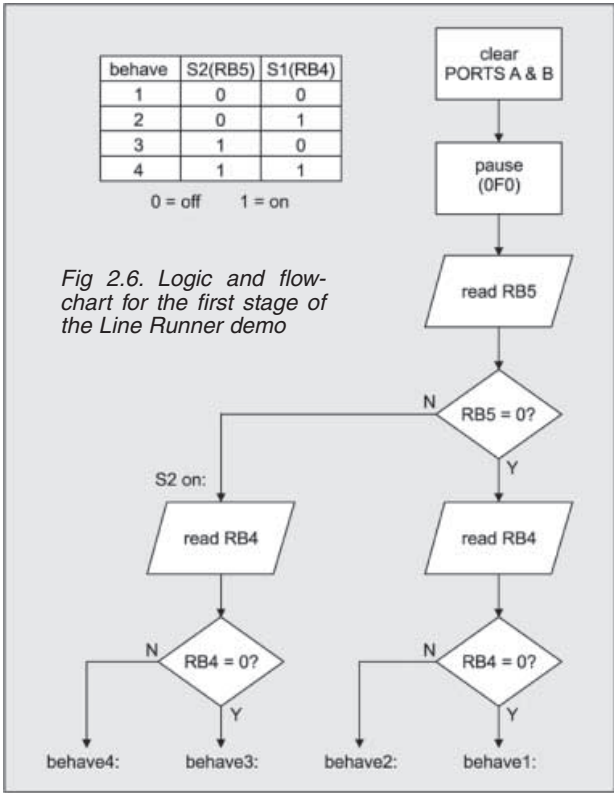 behave S2(RB5) S1(RB4)
1 0 0
2 0 1
3 1 0
4 1 1
0 = off 1 = on
Fig 2.6. Logic and flow-
chart for the first stage of
the Line Runner demo
clear
PORTS A & B
pause
(0F0)
read RB5
RB5 = 0?
N
Y
S2 on:
read RB4
read RB4
RB4 = 0?
N
Y
RB4 = 0?
N
Y
behave4:
behave3:
behave2:
behave1: